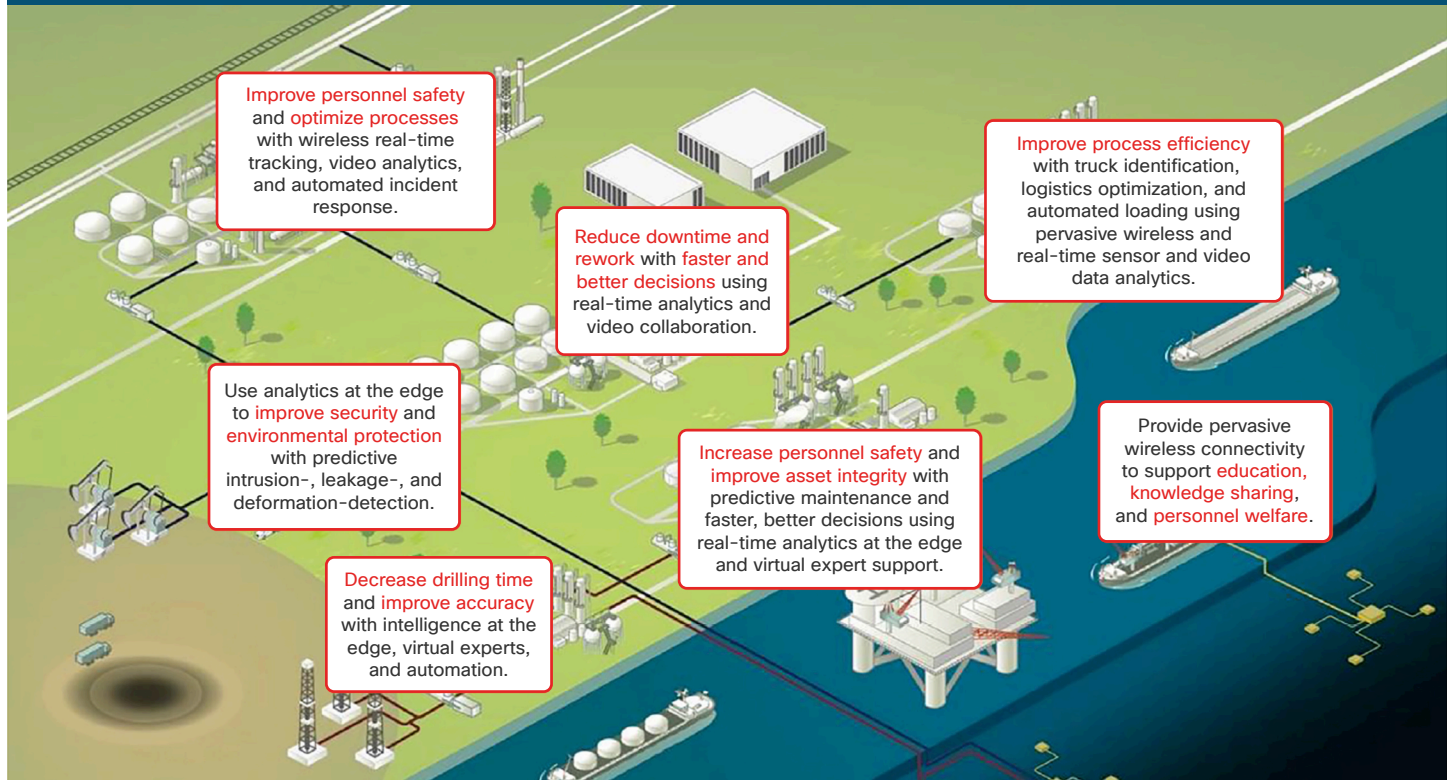 Improve personnel safety
and optimize processes
with wireless real-time
tracking, video analytics,
and automated incident
response.
Improve process efficiency
with truck identification,
logistics optimization, and
automated loading using
pervasive wireless and
real-time sensor and video
data analytics.
Reduce downtime and
rework with faster and
better decisions using
real-time analytics and
video collaboration.
Use analytics at the edge
to improve security and
environmental protection
with predictive
intrusion-, leakage-, and
deformation-detection.
Increase personnel safety and
improve asset integrity with
predictive maintenance and
faster, better decisions using
real-time analytics at the edge
and virtual expert support.
Provide pervasive
wireless connectivity
to support education,
knowledge sharing,
and personnel welfare.
Decrease drilling time
and improve accuracy
with intelligence at the
edge, virtual experts,
and automation.